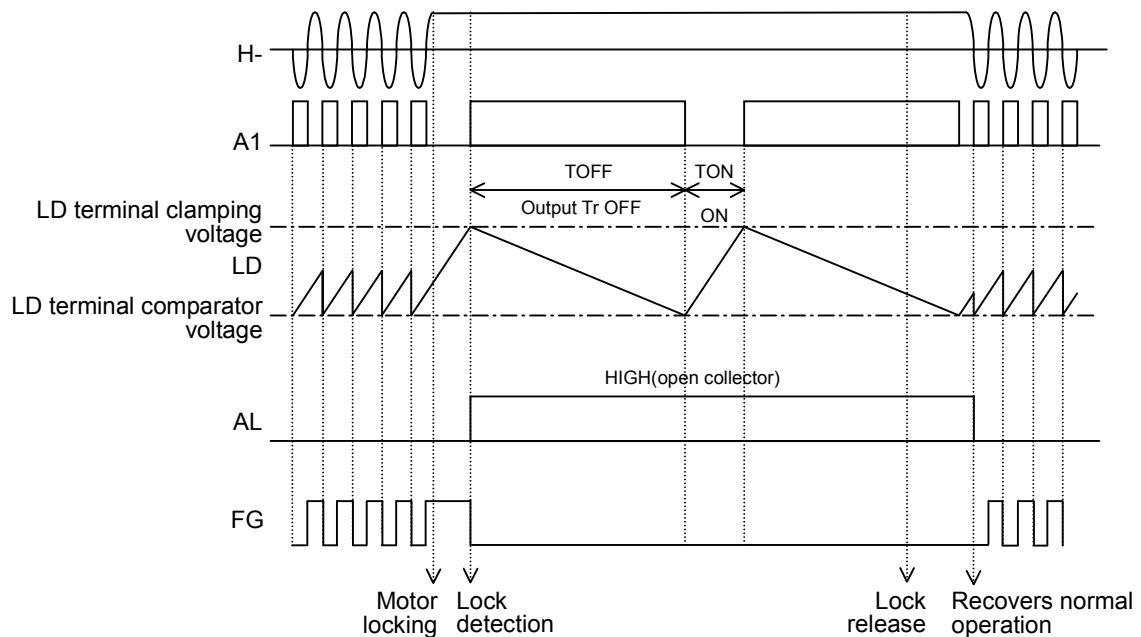 H-
A1
TOFF
TON
LD terminal clamping
voltage
Output Tr OFF
ON
LD
LD terminal comparator
voltage
HIGH(open collector)
AL
FG
Motor
locking
Lock
detection
Lock
release
Recovers normal
operation